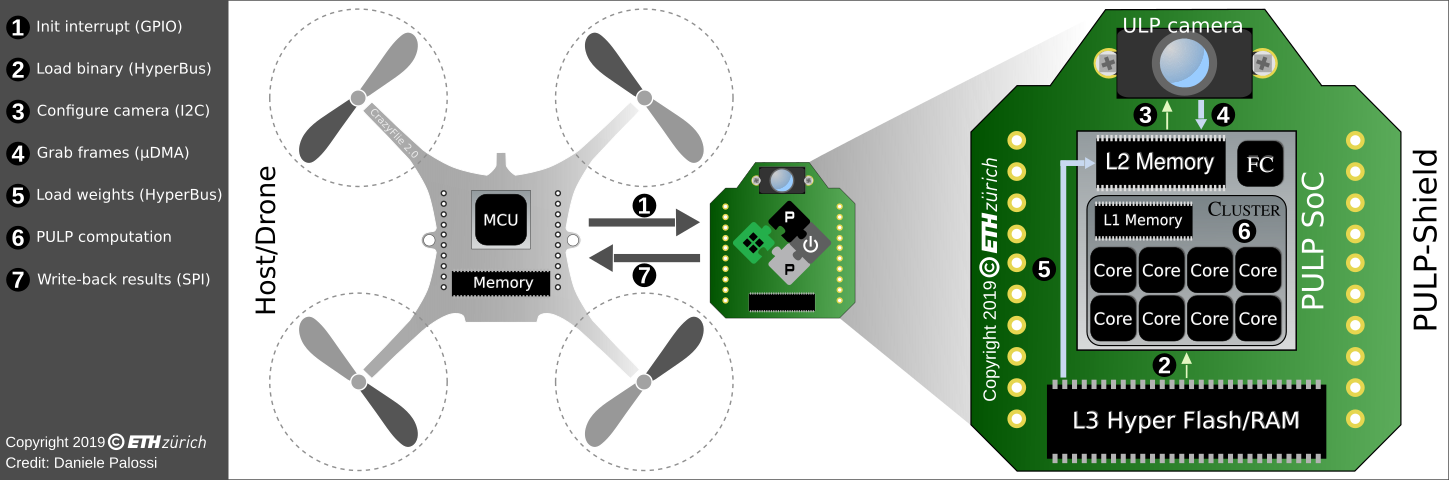 1 Init interrupt (GPIO)
2 Load binary (HyperBus)
3 Configure camera (I2C)
4 Grab frames (µDMA)
5 Load weights (HyperBus)
6 PULP computation
7 Write-back results (SPI)
Copyright 2019 © ETH zürich
Credit: Daniele Palossi
Host/Drone
CrazyFlie 2.0
MCU
Memory
1
7
P
P
ULP camera
3
4
L2 Memory
FC
L1 Memory
CLUSTER
6
Core Core Core Core
Core Core Core Core
5
2
L3 Hyper Flash/RAM
Copyright 2019 © ETH zürich
PULP SoC
PULP-Shield